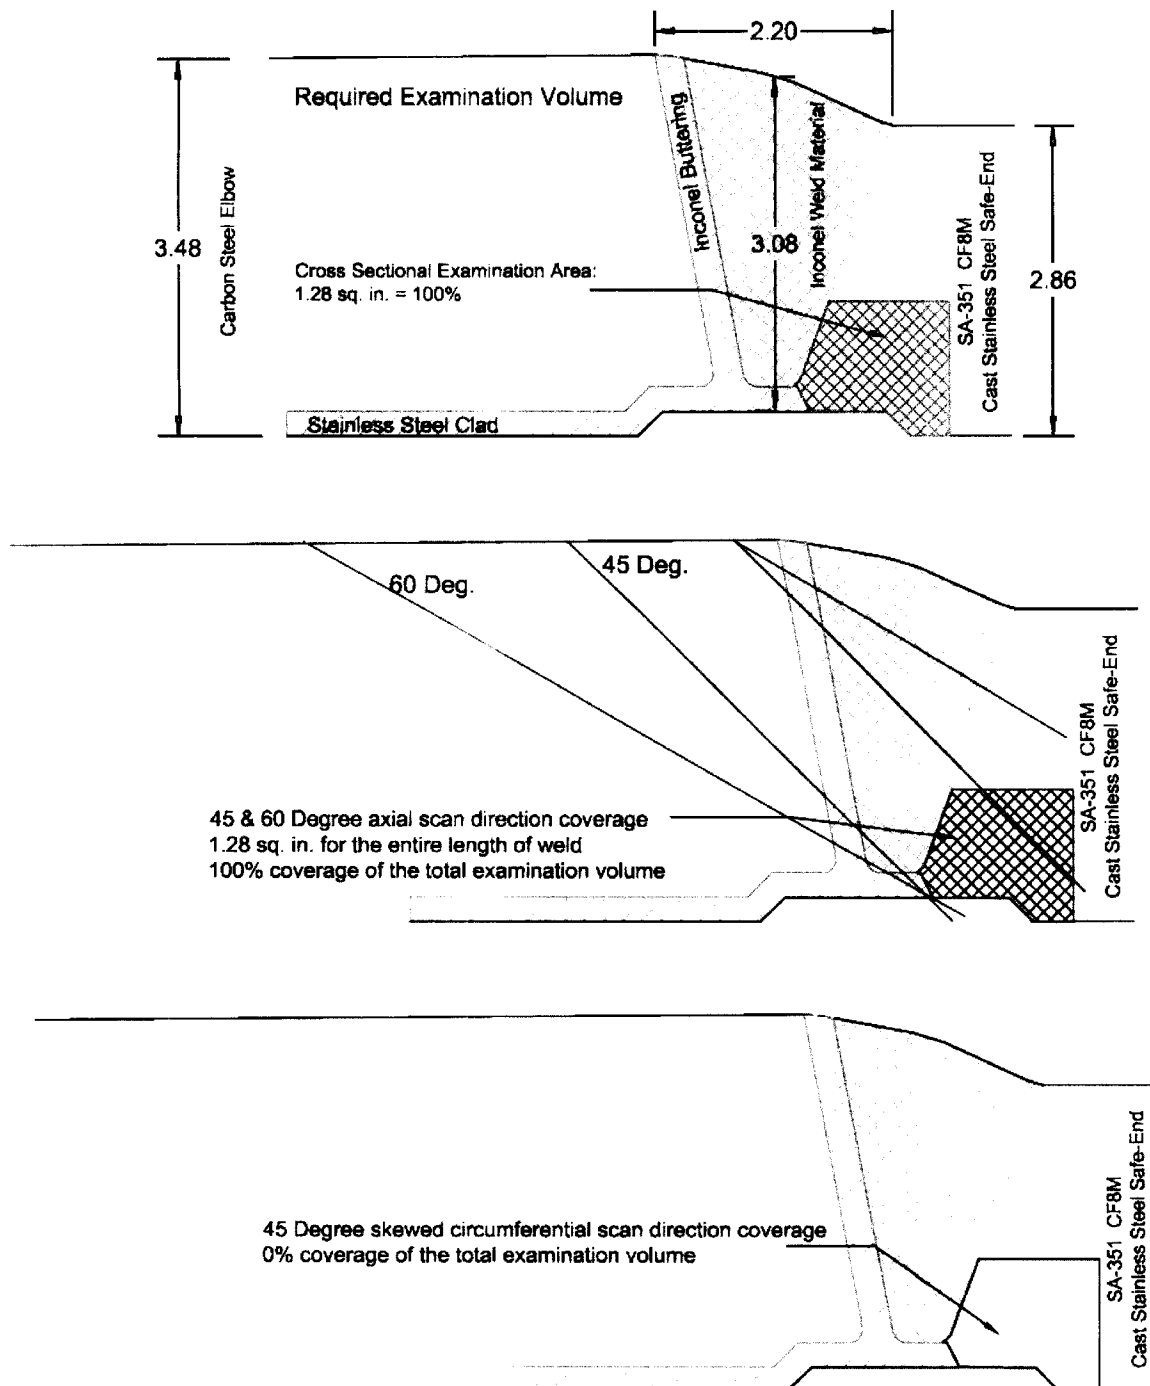 2.20
Required Examination Volume
Inconel Buttering
Inconel Weld Material
Carbon Steel Elbow
3.48
3.08
2.86
SA-351 CF8M
Cast Stainless Steel Safe-End
Cross Sectional Examination Area:
1.28 sq. in. = 100%
Stainless Steel Clad
60 Deg.
45 Deg.
SA-351 CF8M
Cast Stainless Steel Safe-End
45 & 60 Degree axial scan direction coverage
1.28 sq. in. for the entire length of weld
100% coverage of the total examination volume
SA-351 CF8M
Cast Stainless Steel Safe-End
45 Degree skewed circumferential scan direction coverage
0% coverage of the total examination volume